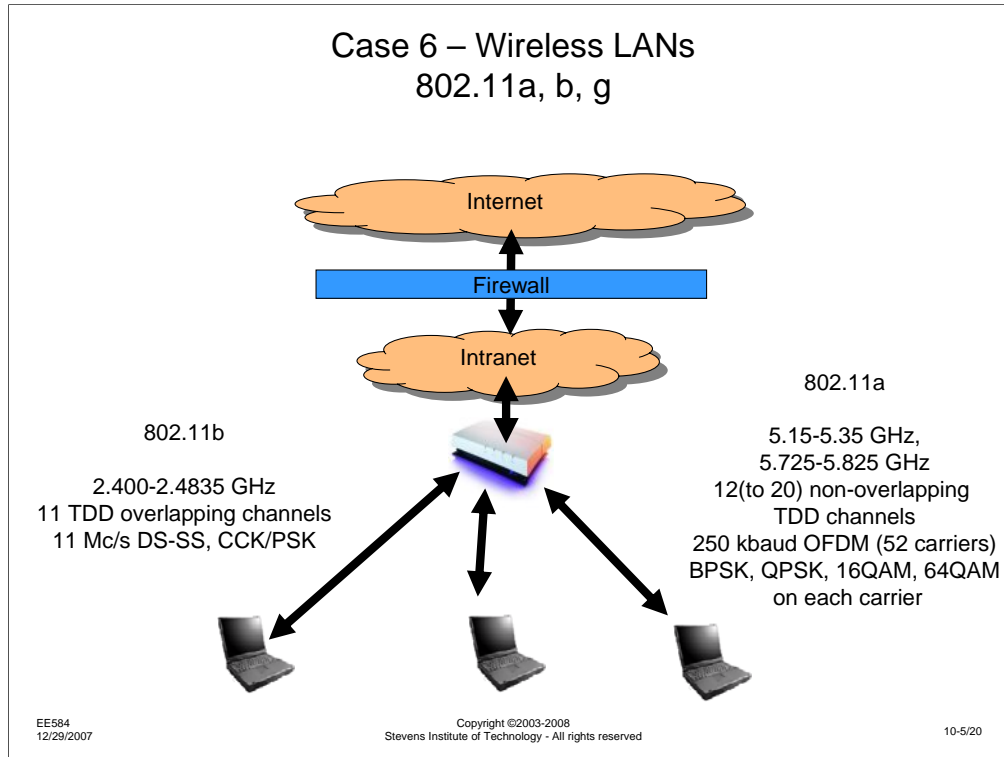 Case 6 – Wireless LANs
802.11a, b, g
Internet
Firewall
Intranet
802.11b
2.400-2.4835 GHz
11 TDD overlapping channels
11 Mc/s DS-SS, CCK/PSK
802.11a
5.15-5.35 GHz,
5.725-5.825 GHz
12(to 20) non-overlapping
TDD channels
250 kbaud OFDM (52 carriers)
BPSK, QPSK, 16QAM, 64QAM
on each carrier
EE584
12/29/2007
Copyright ©2003-2008
Stevens Institute of Technology - All rights reserved
10-5/20